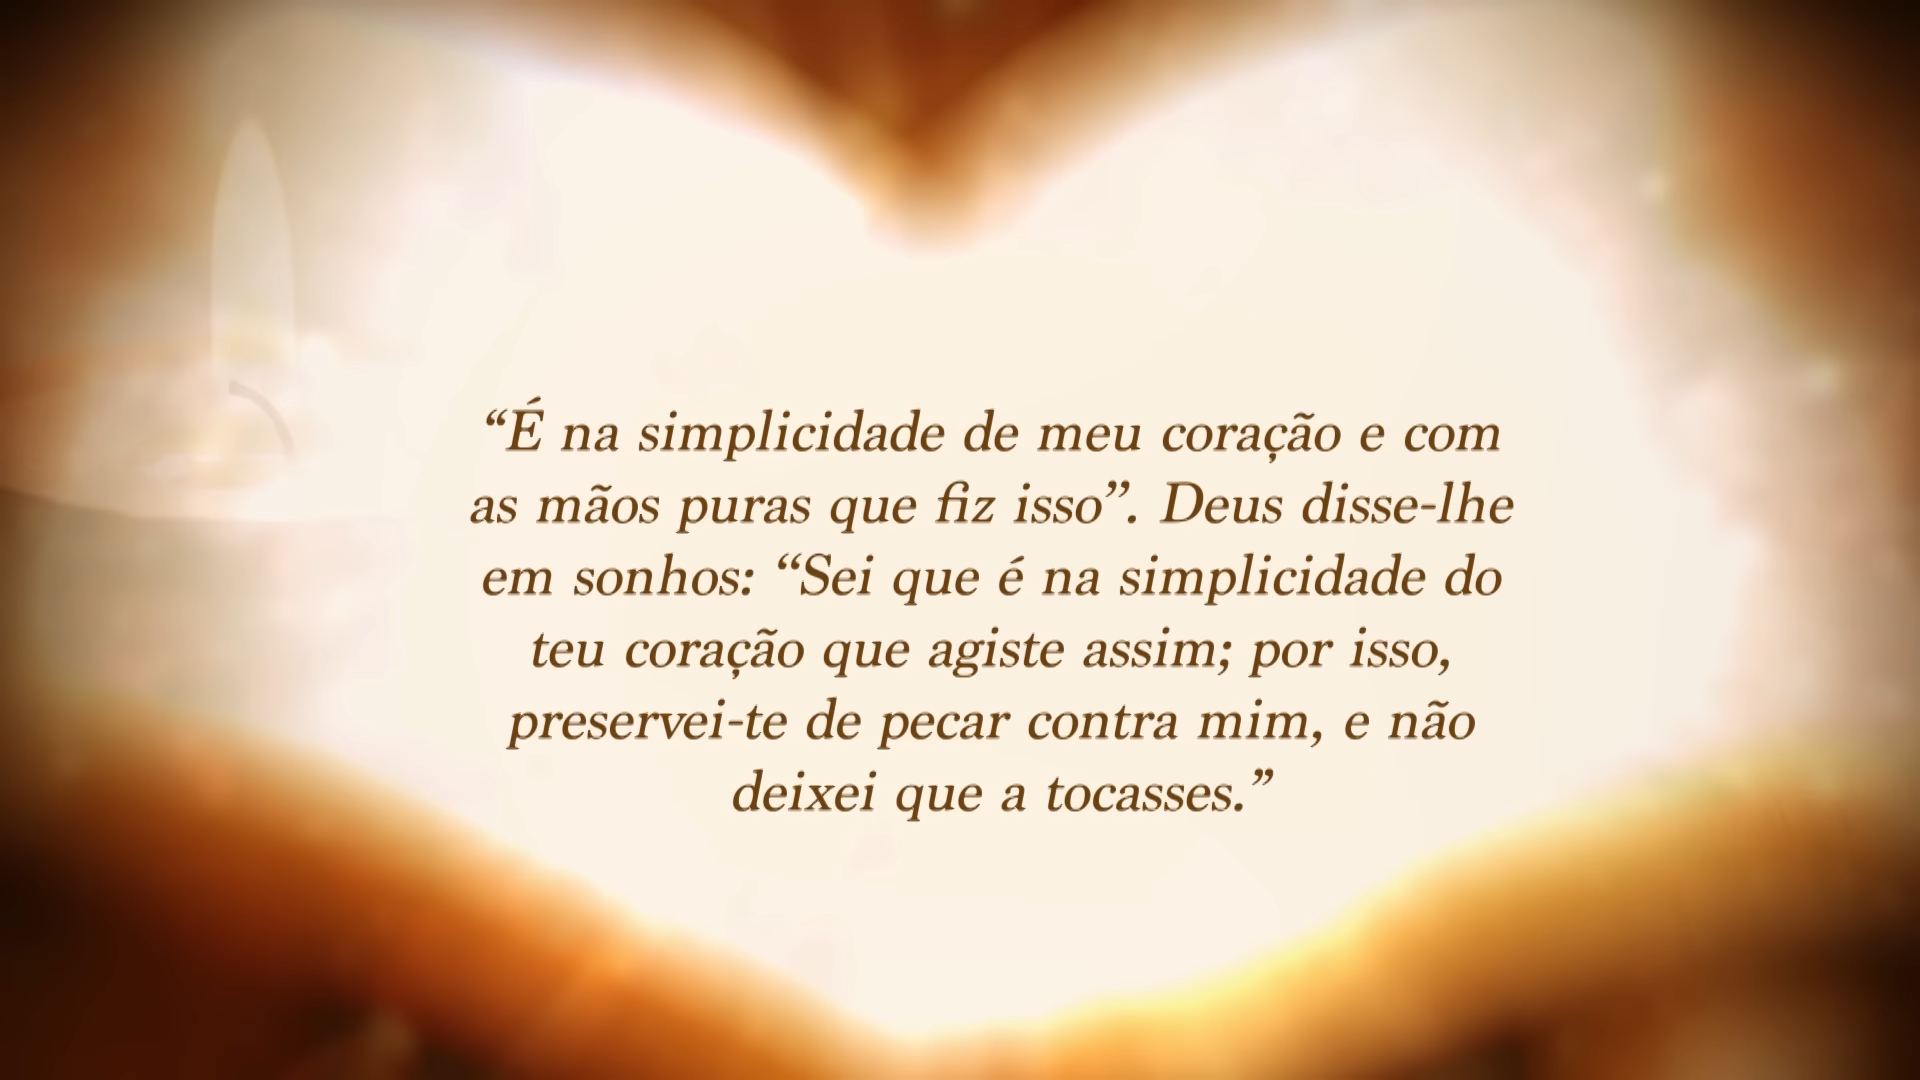 “É na simplicidade de meu coração e com
as mãos puras que fiz isso”. Deus disse-lhe
em sonhos: “Sei que é na simplicidade do
teu coração que agiste assim; por isso,
preservei-te de pecar contra mim, e não
deixei que a tocasses.”